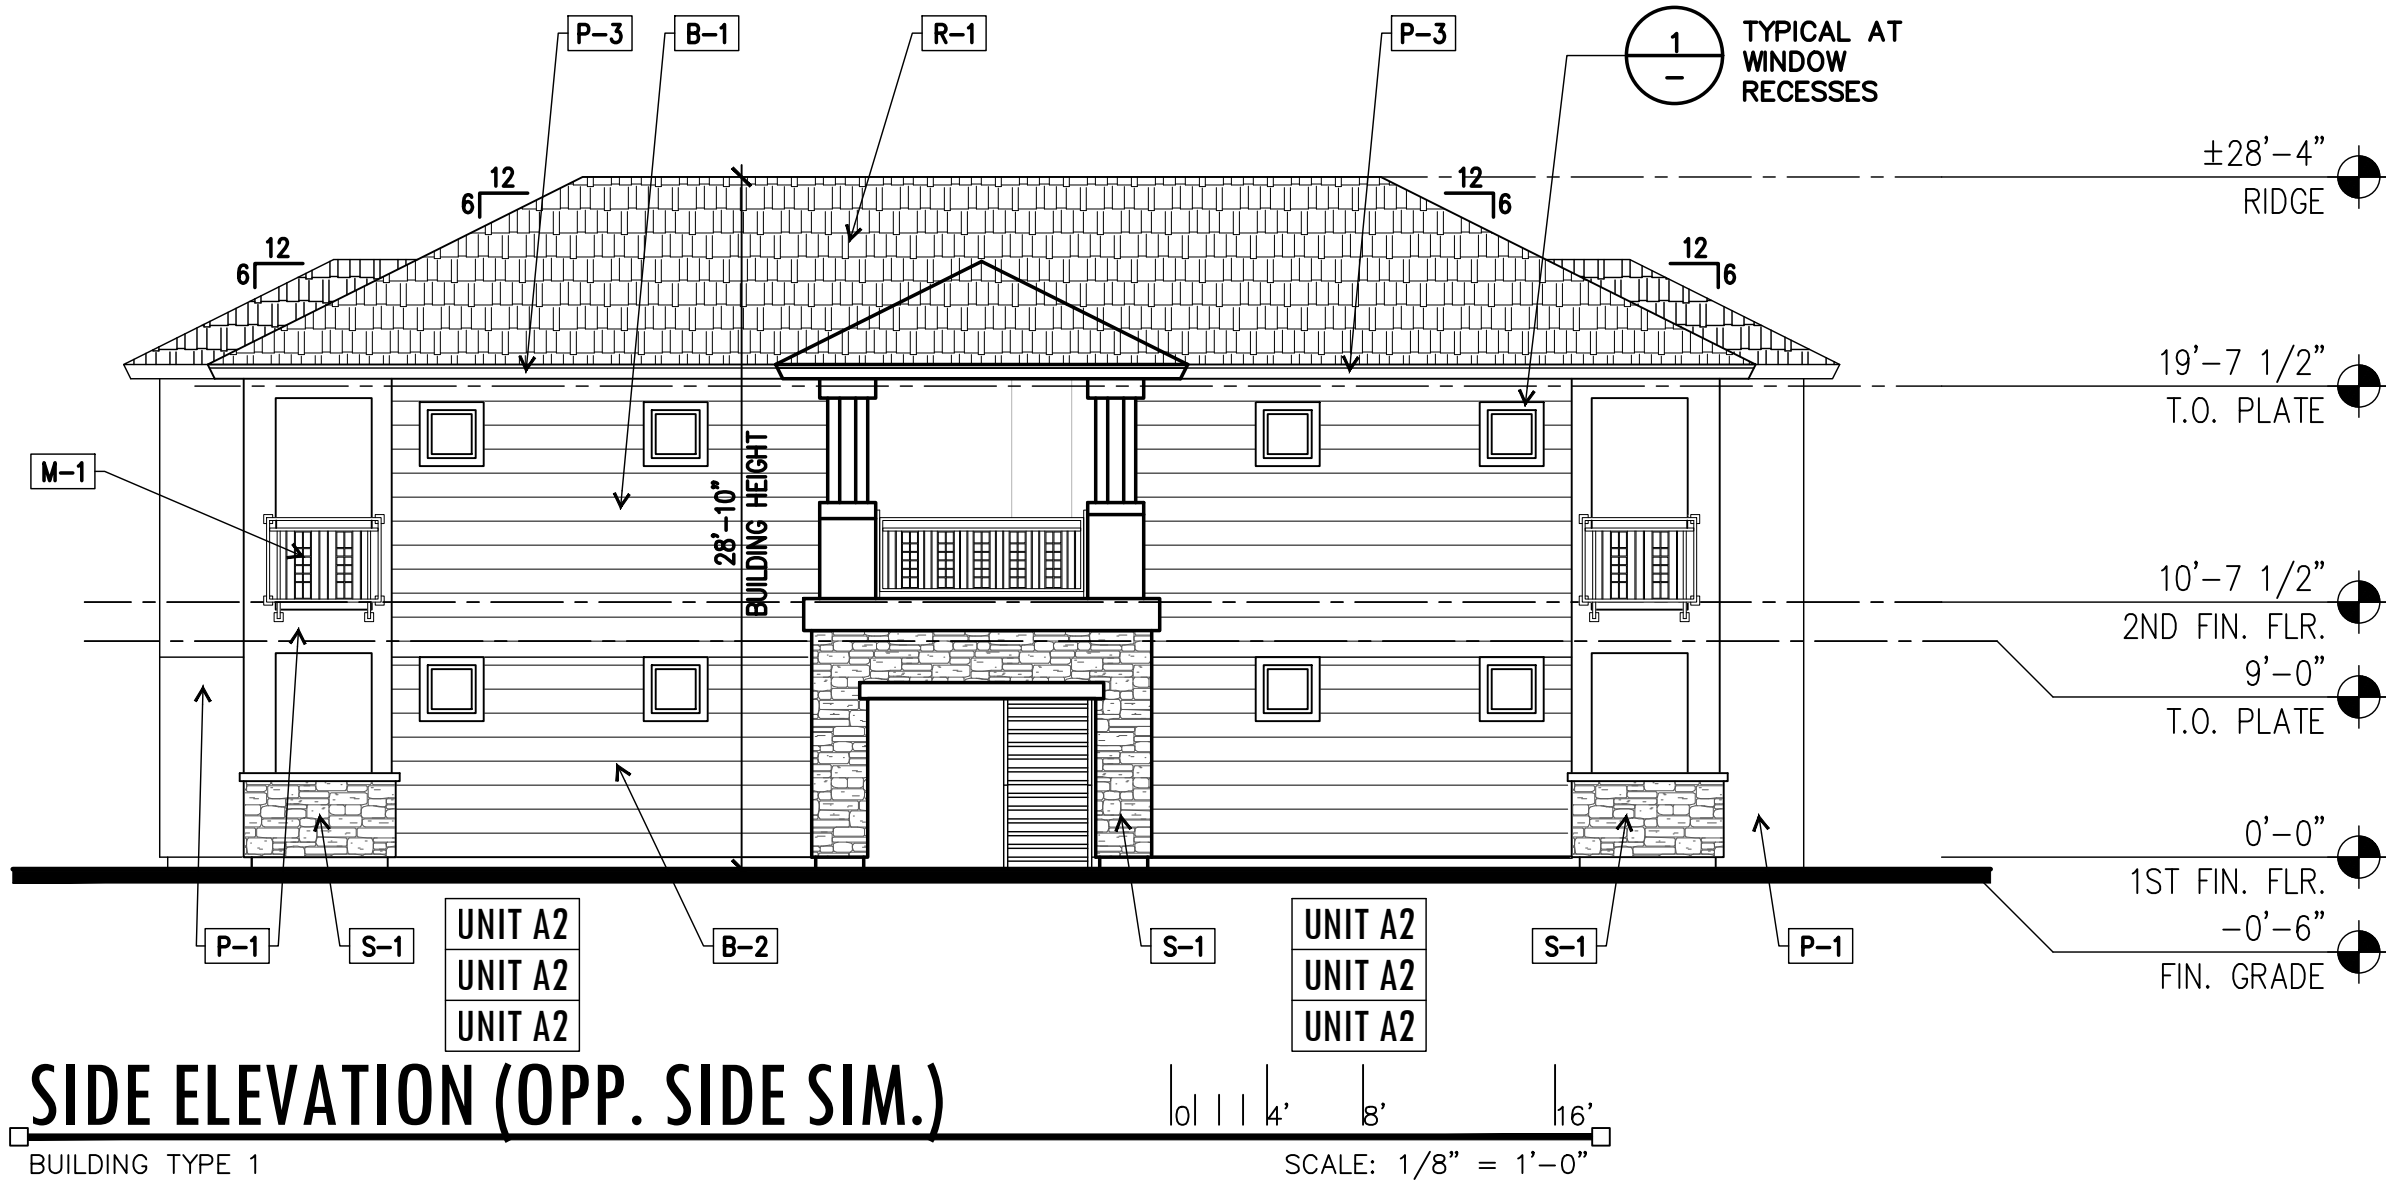 P-3
B-1
R-1
P-3
1
-
TYPICAL AT
WINDOW
RECESSES
±28'-4"
RIDGE
12
6
12
6
12
6
12
6
19'-7 1/2"
T.O. PLATE
M-1
28'-10"
BUILDING HEIGHT
10'-7 1/2"
2ND FIN. FLR.
9'-0"
T.O. PLATE
0'-0"
1ST FIN. FLR.
-0'-6"
FIN. GRADE
P-1
S-1
UNIT A2
UNIT A2
UNIT A2
B-2
S-1
UNIT A2
UNIT A2
UNIT A2
S-1
P-1
SIDE ELEVATION (OPP. SIDE SIM.)
0 4' 8' 16'
BUILDING TYPE 1
SCALE: 1/8" = 1'-0"